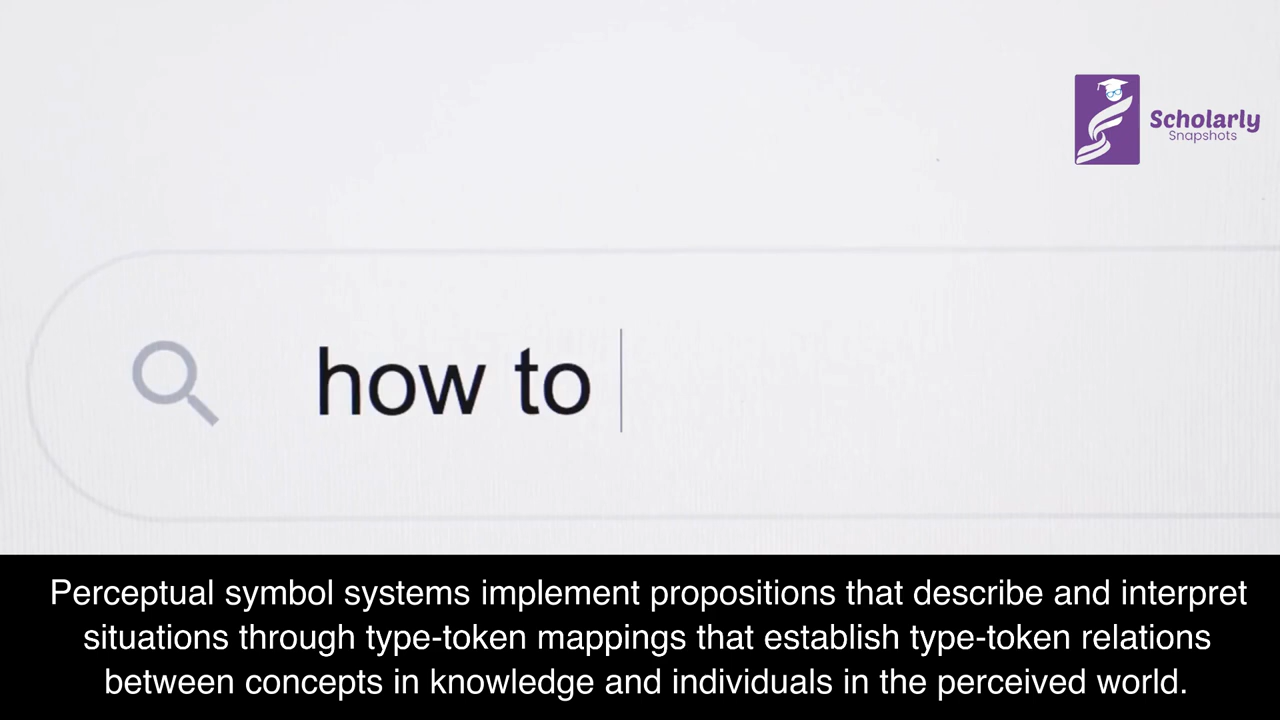 Scholarly
Snapshots
how to
Perceptual symbol systems implement propositions that describe and interpret
situations through type-token mappings that establish type-token relations
between concepts in knowledge and individuals in the perceived world.